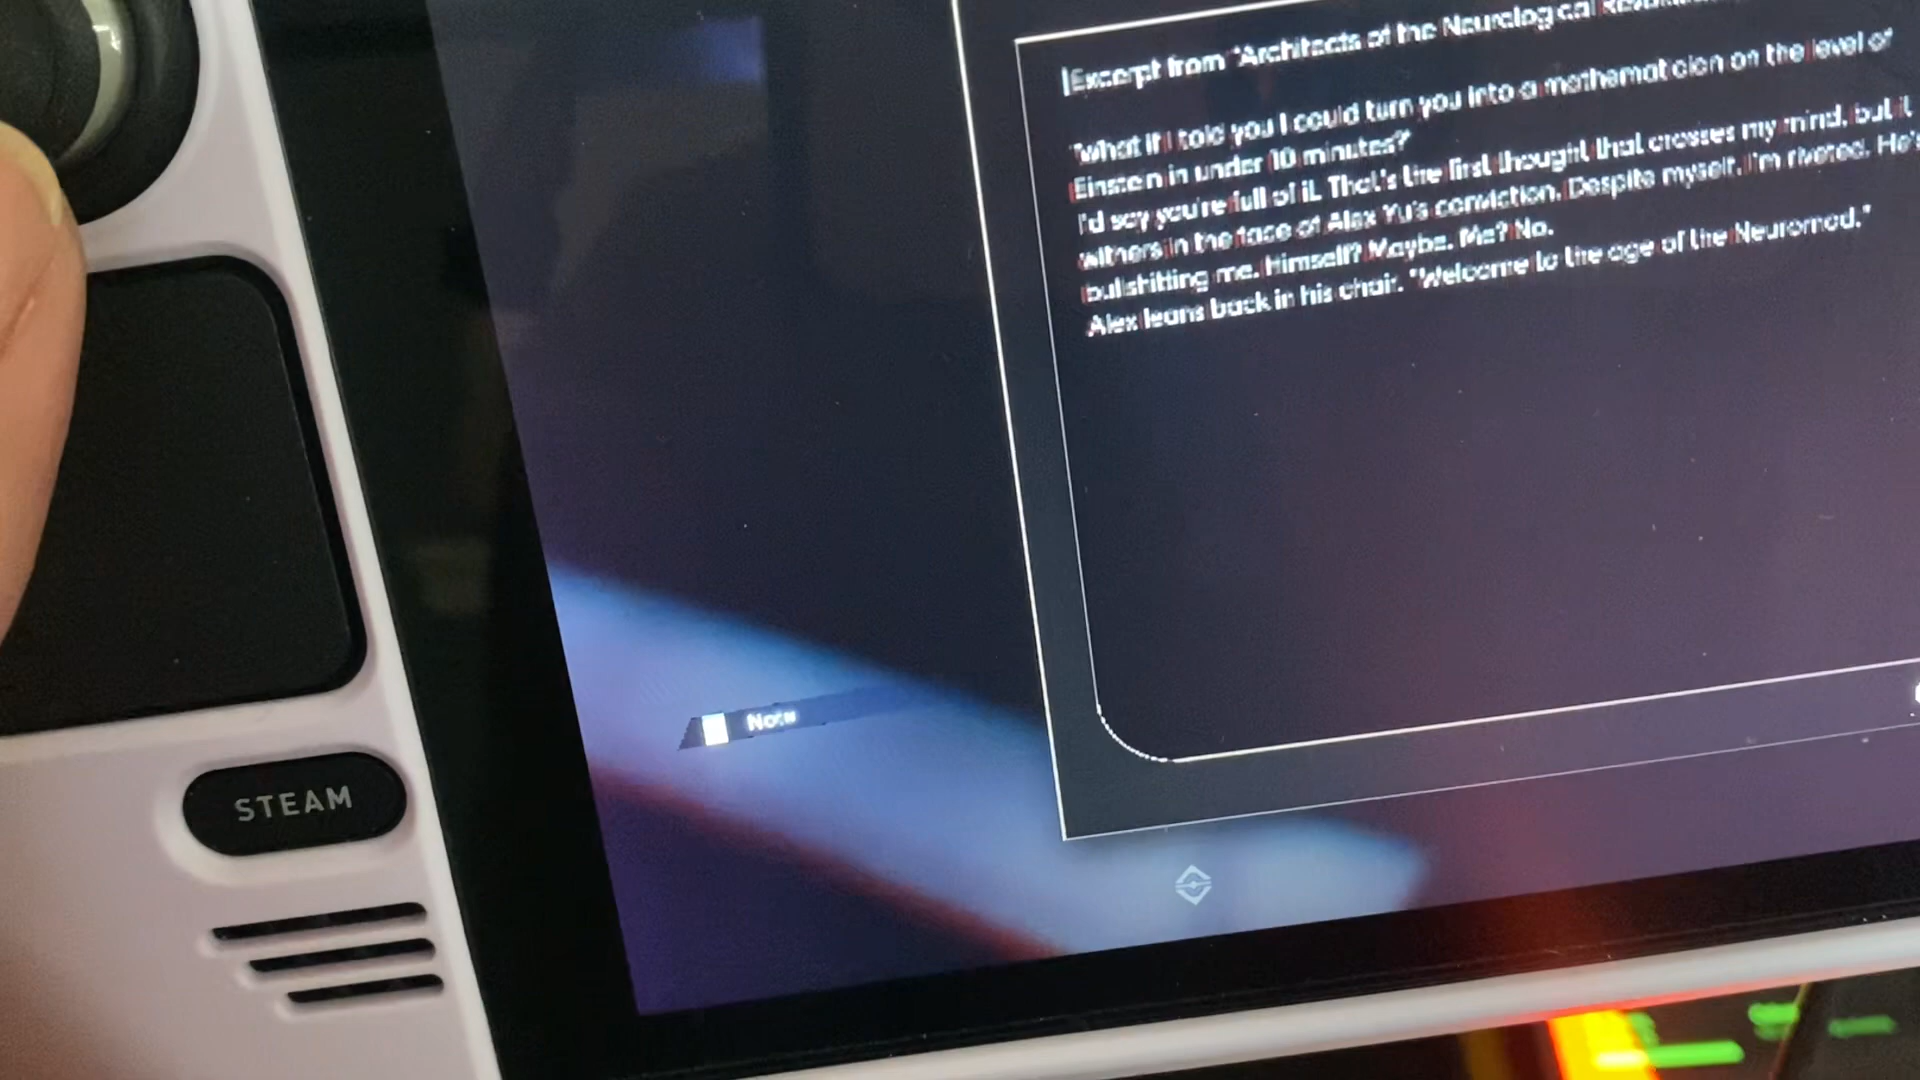 Excerpt from "Architects of the Neurological
"What if I told you I could turn you into a mathematician on the level of
Einstein in under 10 minutes?"
I'd say you're full of it. That's the first thought that crosses my mind, but it
withers in the face of Alex Yu's conviction. Despite myself, I'm riveted. He's
bullshitting me. Himself? Maybe. Me? No.
Alex leans back in his chair. "Welcome to the age of the Neuromod."
Note
STEAM